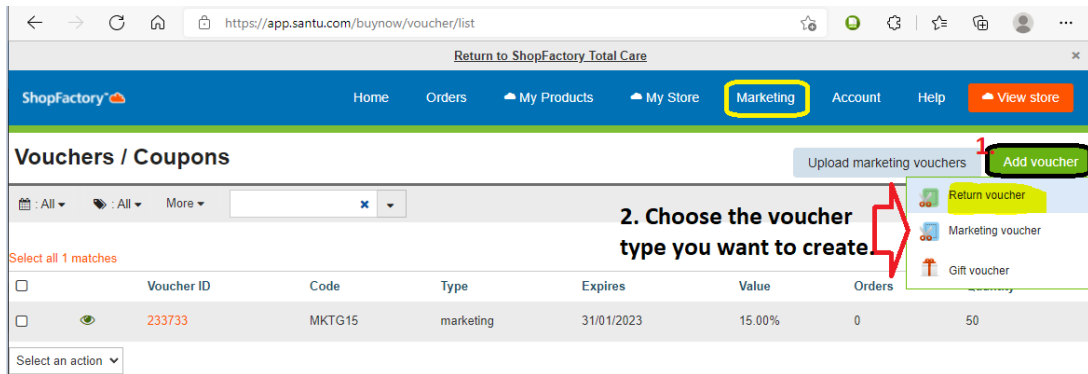 https://app.santu.com/buynow/voucher/list
Return to ShopFactory Total Care ×
ShopFactory Home Orders My Products My Store Marketing Account Help View store
Vouchers / Coupons
Upload marketing vouchers 1. Add voucher
: All : All More ×
Return voucher
2. Choose the voucher
type you want to create.
Marketing voucher
Gift voucher
Select all 1 matches
Voucher ID Code Type Expires Value Orders Quantity
233733 MKTG15 marketing 31/01/2023 15.00% 0 50
Select an action